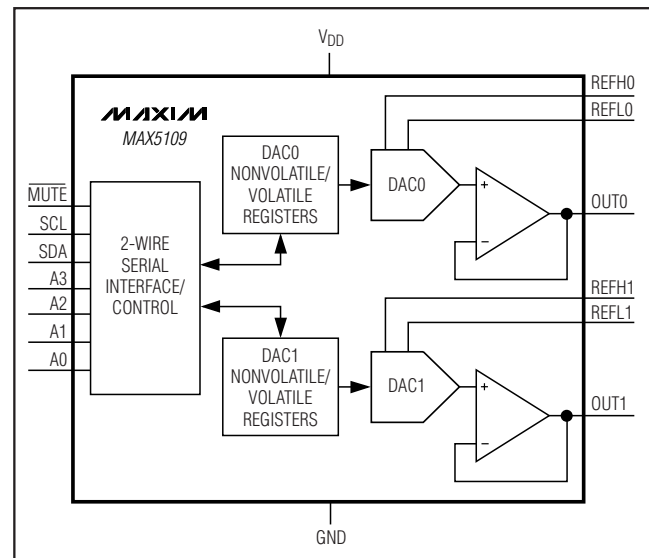 VDD
REFH0
REFL0
MAXIM
MAX5109
DAC0
NONVOLATILE/
VOLATILE
REGISTERS
DAC0
+
−
OUT0
MUTE
SCL
SDA
A3
A2
A1
A0
2-WIRE
SERIAL
INTERFACE/
CONTROL
REFH1
REFL1
DAC1
NONVOLATILE/
VOLATILE
REGISTERS
DAC1
+
−
OUT1
GND